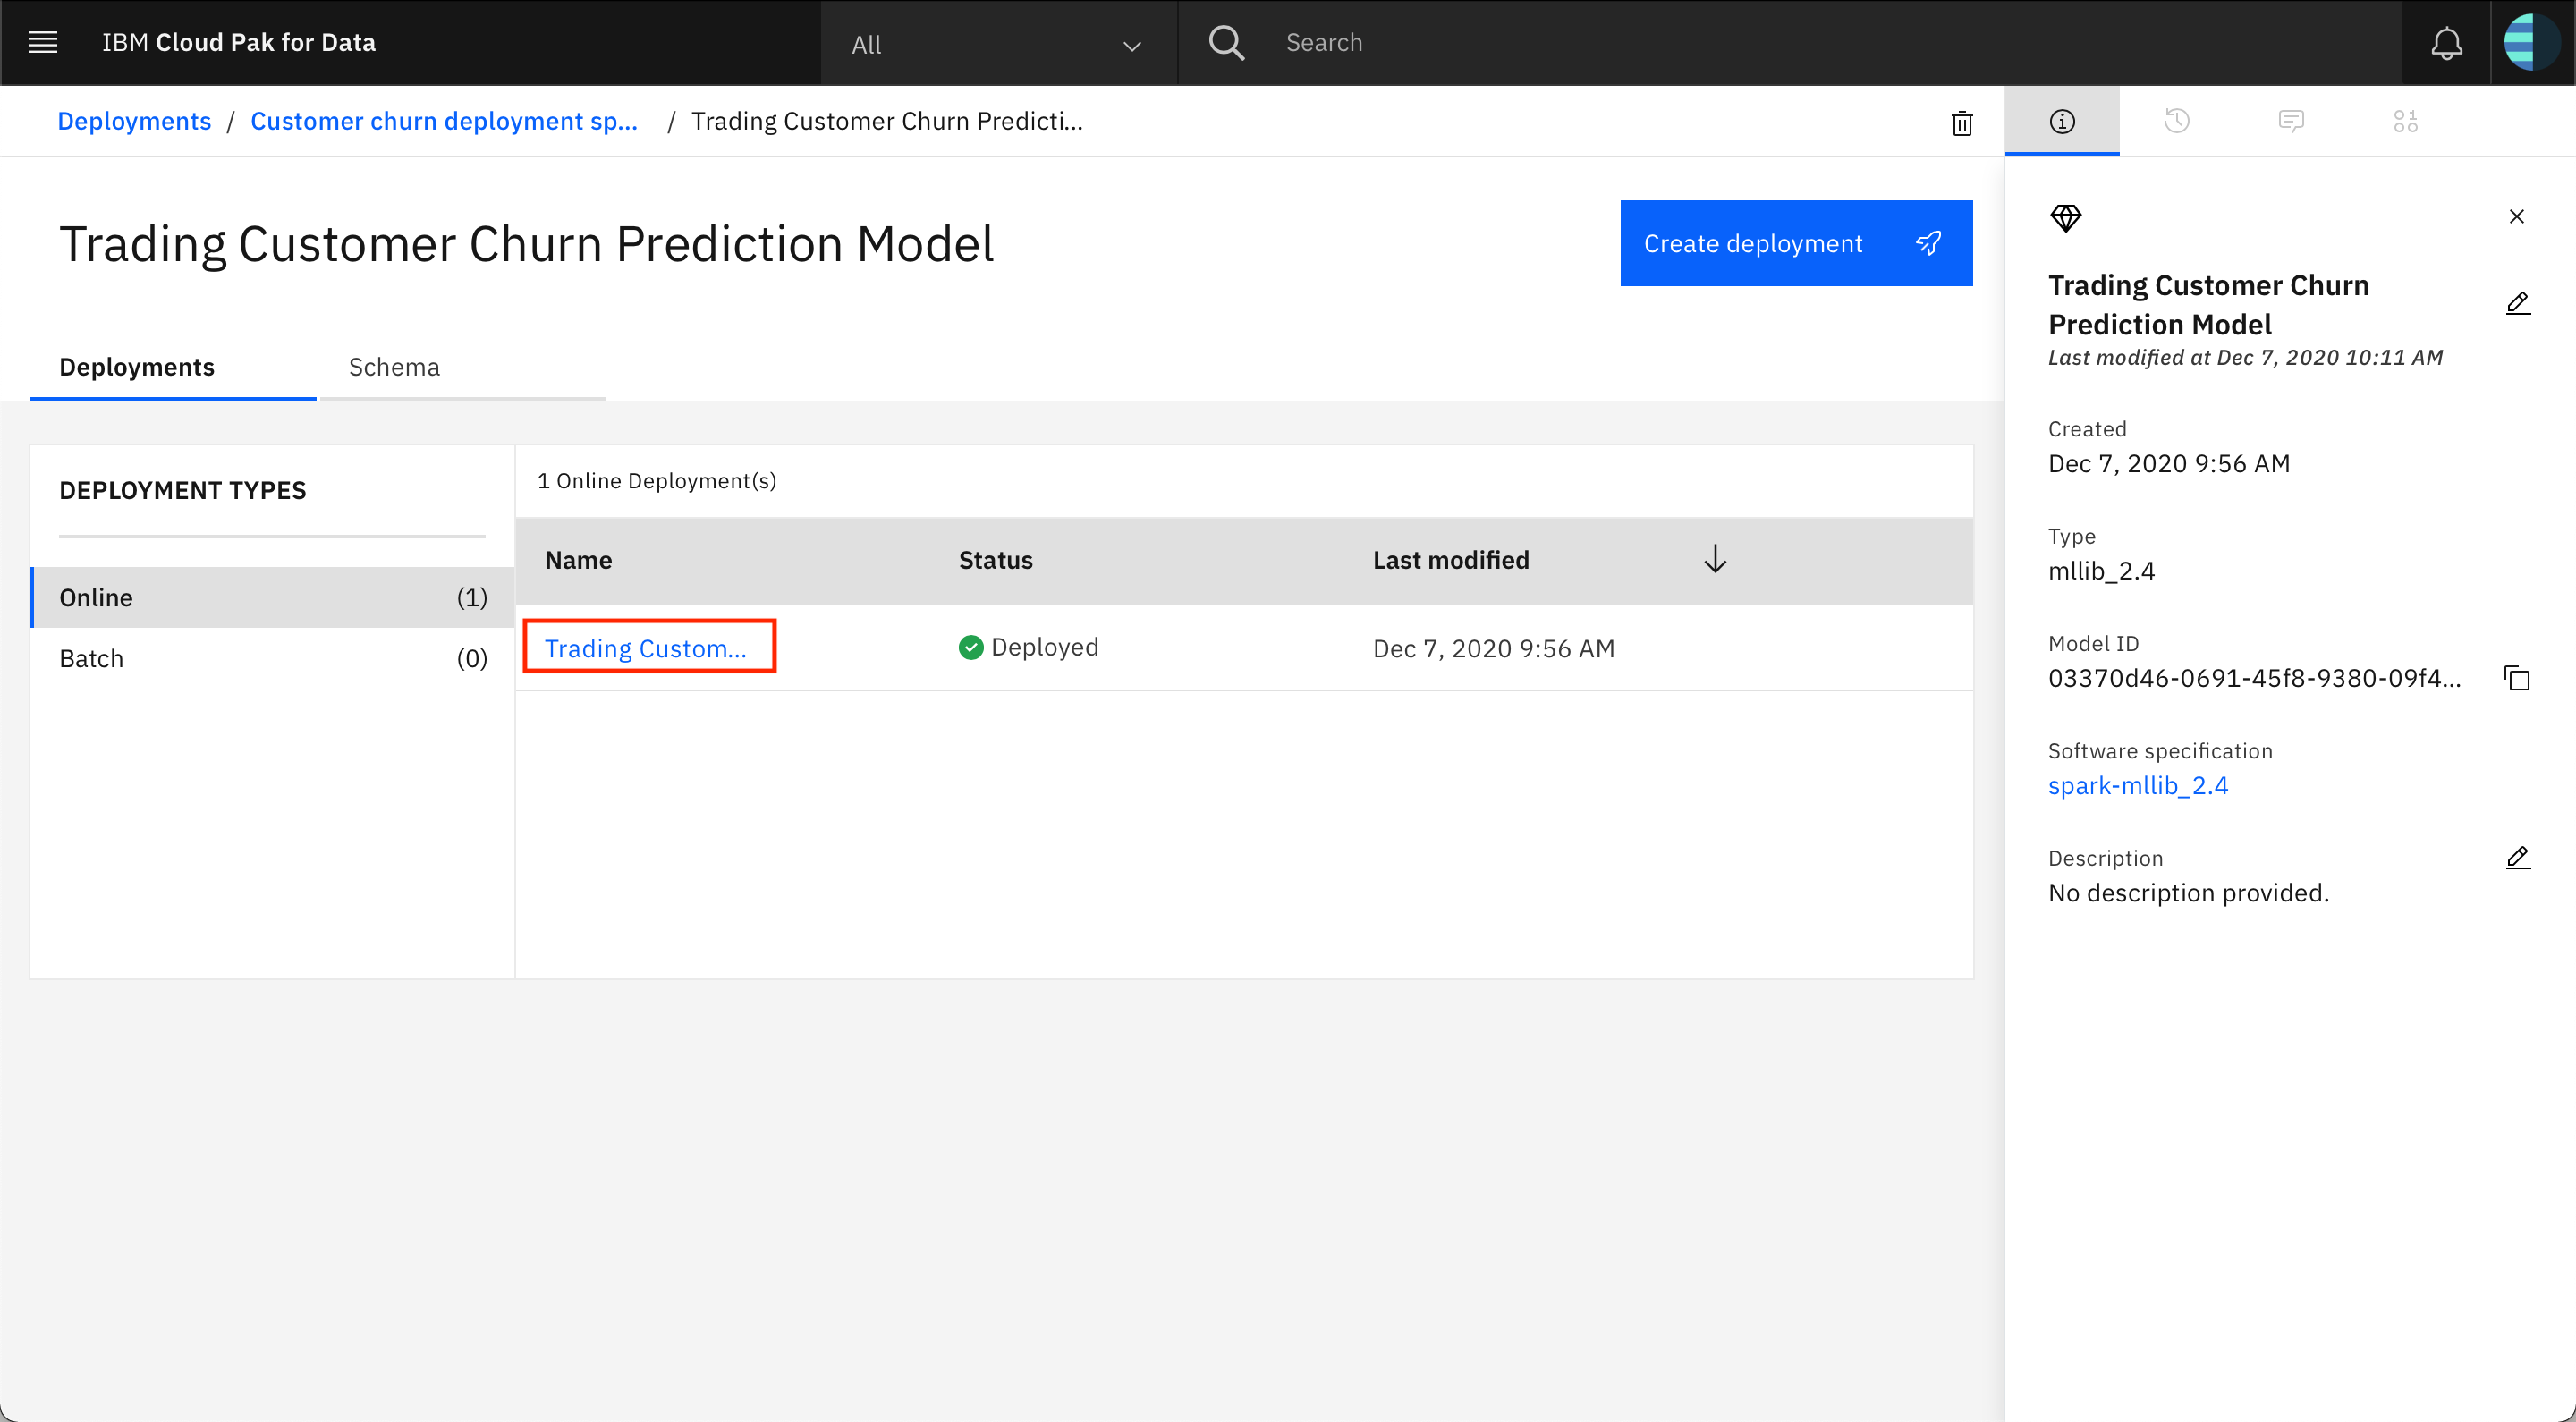 IBM Cloud Pak for Data
All
Search
Deployments / Customer churn deployment sp... / Trading Customer Churn Predicti...
Trading Customer Churn Prediction Model
Create deployment
Deployments
Schema
DEPLOYMENT TYPES
Online (1)
Batch (0)
1 Online Deployment(s)
Name Status Last modified
Trading Custom... Deployed Dec 7, 2020 9:56 AM
Trading Customer Churn
Prediction Model
Last modified at Dec 7, 2020 10:11 AM
Created
Dec 7, 2020 9:56 AM
Type
mllib_2.4
Model ID
03370d46-0691-45f8-9380-09f4...
Software specification
spark-mllib_2.4
Description
No description provided.